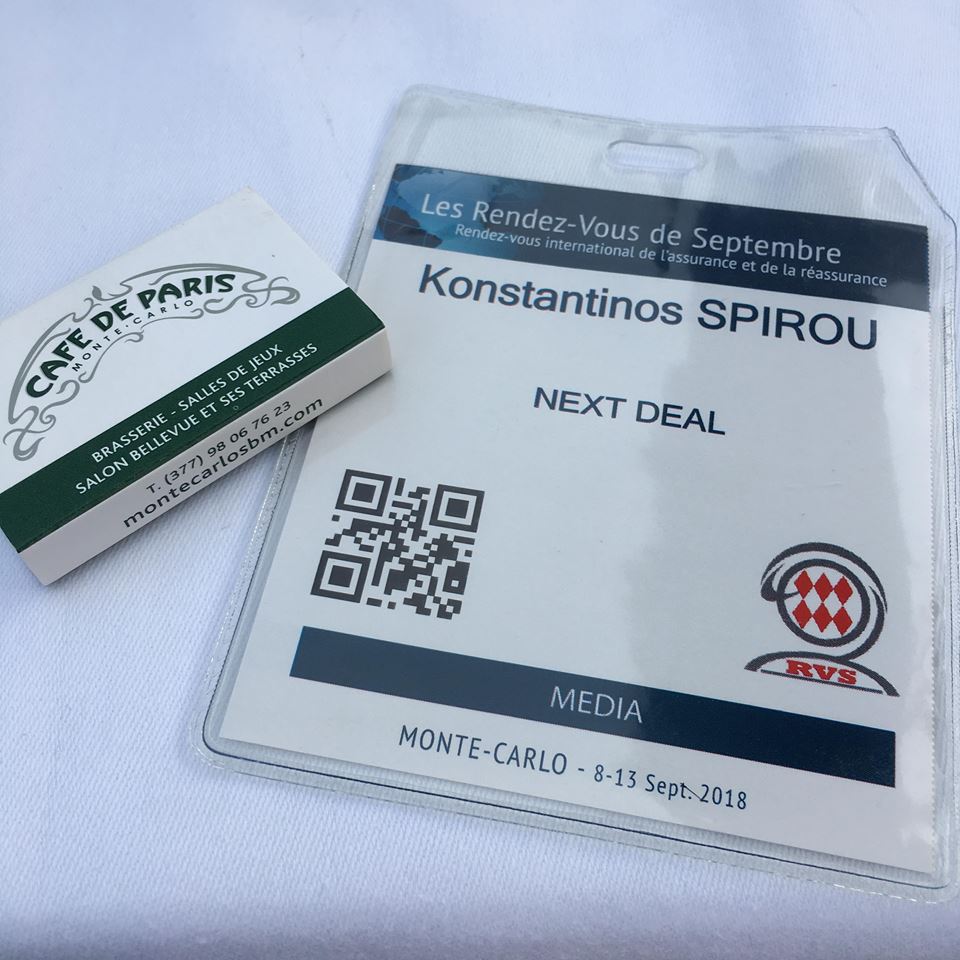 CAFE DE PARIS
MONTE-CARLO
BRASSERIE - SALLES DE JEUX
SALON BELLEVUE ET SES TERRASSES
T. (377) 98 06 76 23
montecarlosbm.com
Les Rendez-Vous de Septembre
Rendez-vous international de l'assurance et de la réassurance
Konstantinos SPIROU
NEXT DEAL
RVS
MEDIA
MONTE-CARLO - 8-13 Sept. 2018